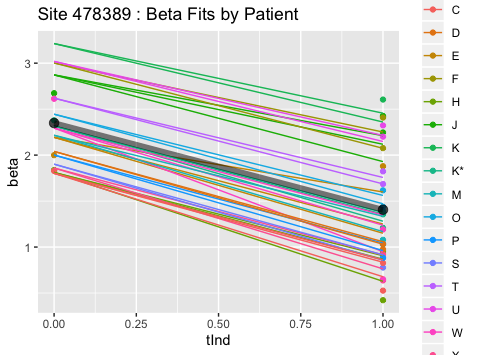 Site 478389 : Beta Fits by Patient
beta
3
2
1
0.00 0.25 0.50 0.75 1.00
tInd
C
D
E
F
H
J
K
K*
M
O
P
S
T
U
W